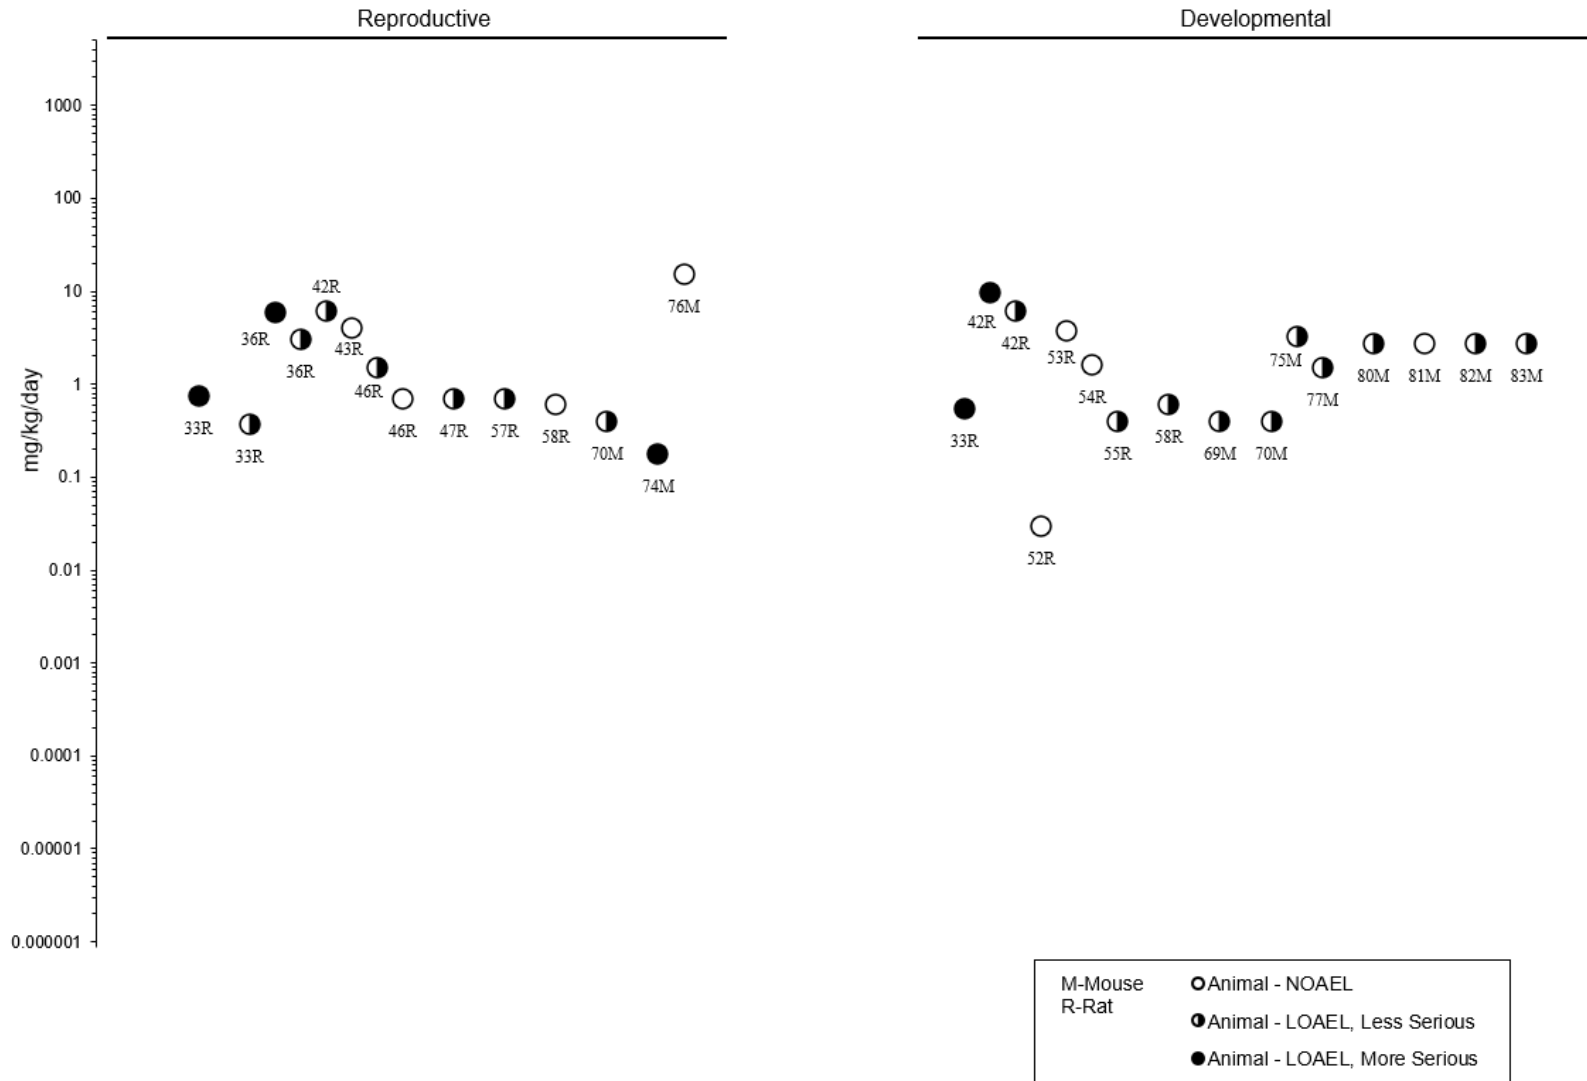 Reproductive
Developmental
mg/kg/day
1000
100
10
1
0.1
0.01
0.001
0.0001
0.00001
0.000001
33R
33R
36R
36R
42R
43R
46R
46R
47R
57R
58R
70M
74M
76M
33R
42R
42R
52R
53R
54R
55R
58R
69M
70M
75M
77M
80M
81M
82M
83M
M-Mouse
R-Rat
Animal - NOAEL
Animal - LOAEL, Less Serious
Animal - LOAEL, More Serious